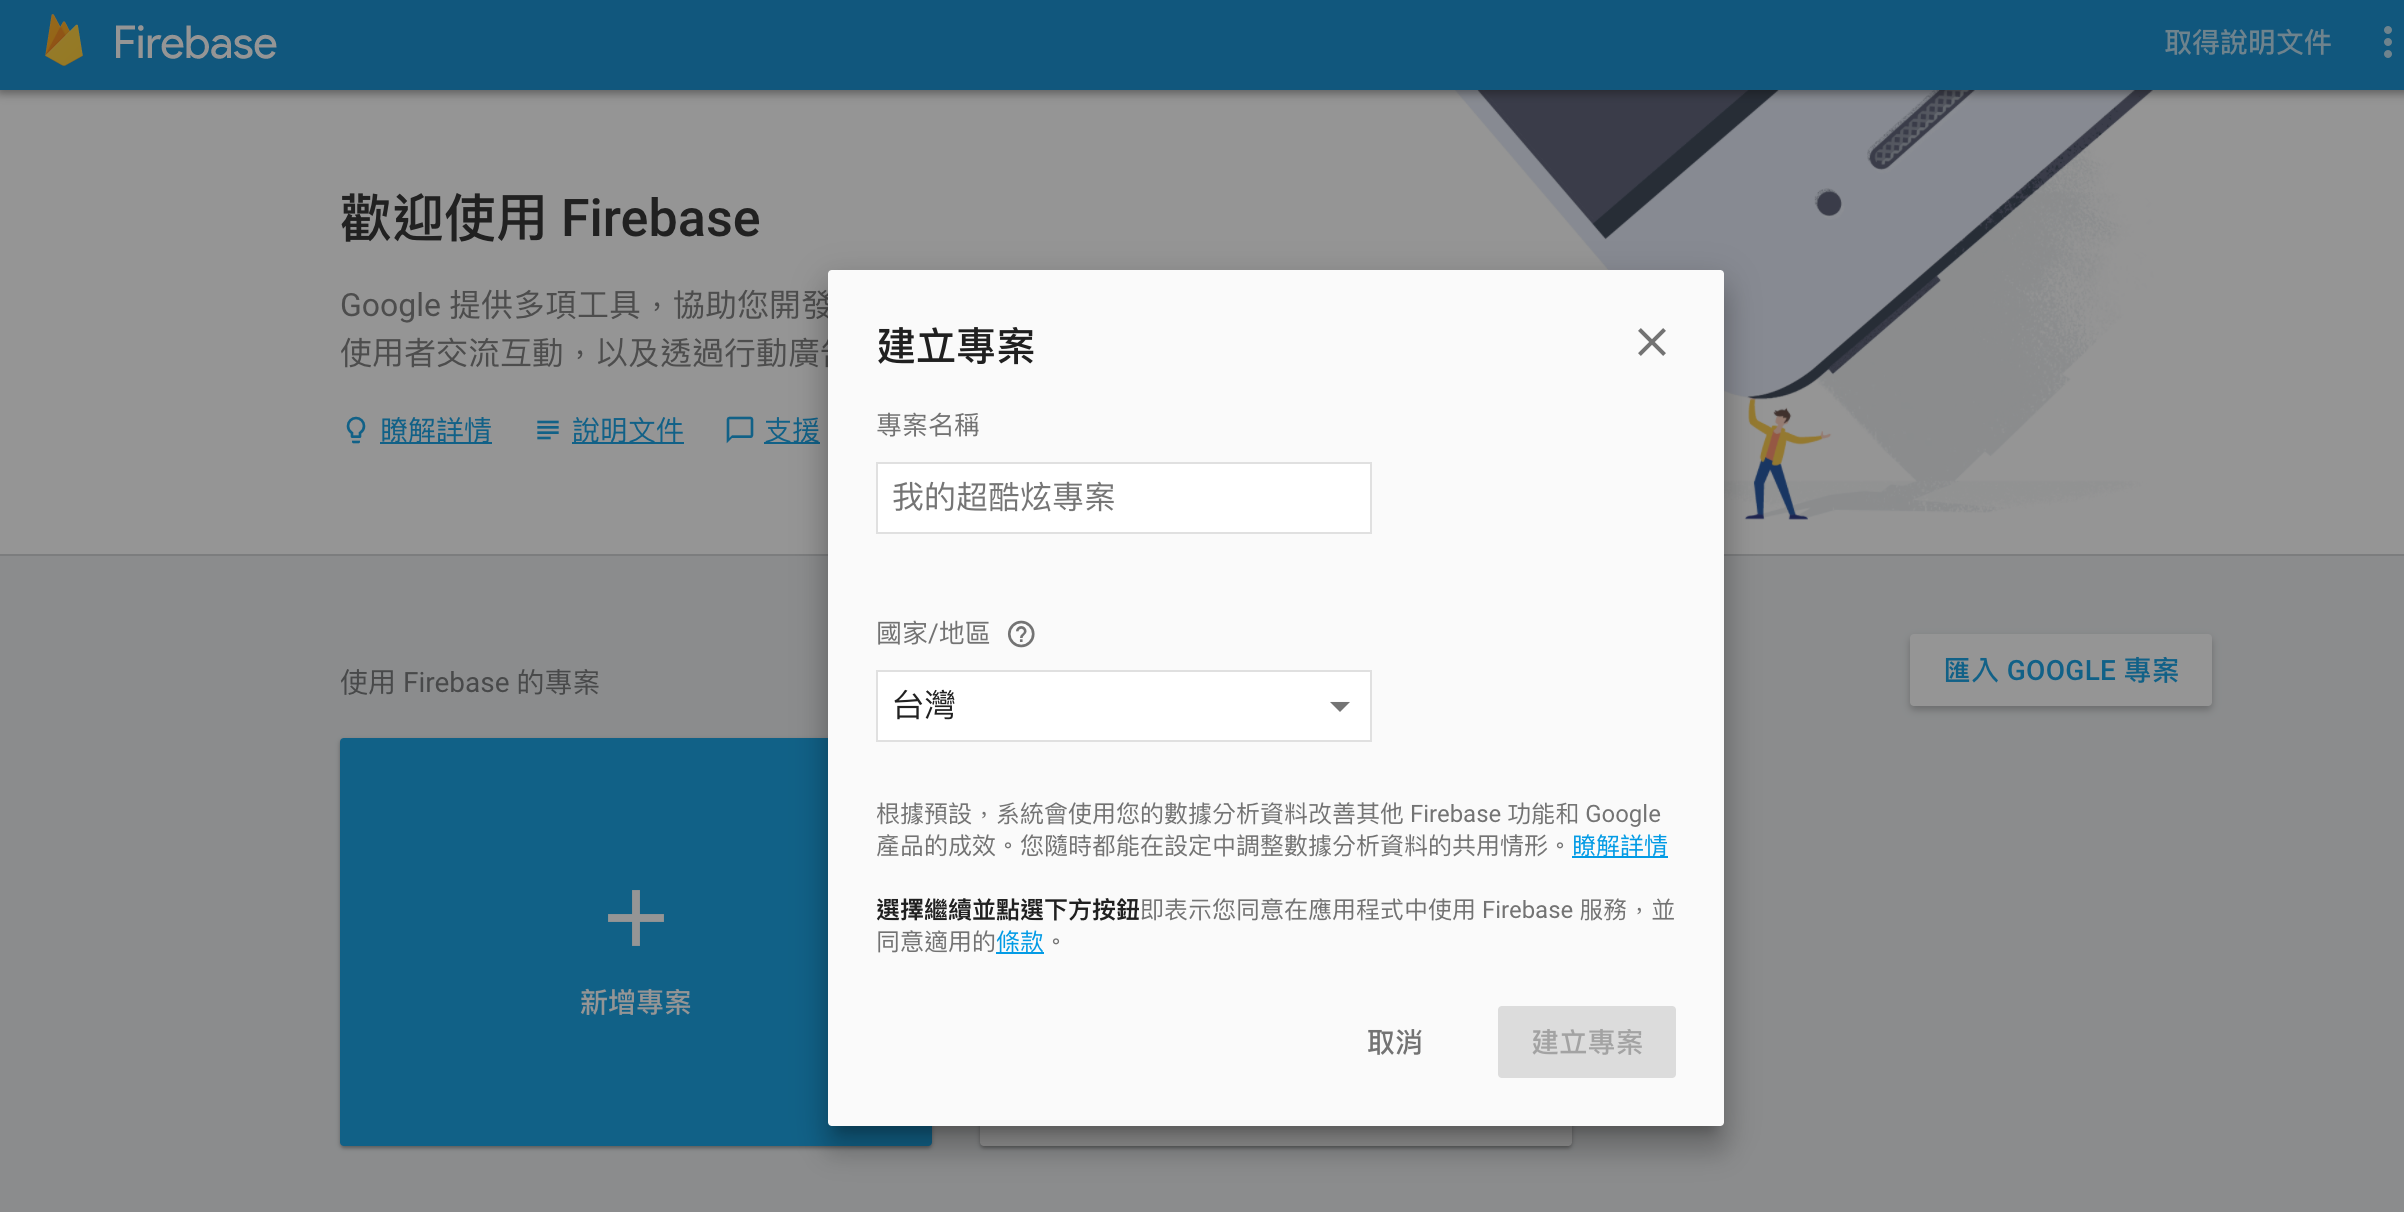 Firebase
取得說明文件
歡迎使用 Firebase
Google 提供多項工具，協助您開發
使用者交流互動，以及透過行動廣
瞭解詳情
說明文件
支援
建立專案
專案名稱
我的超酷炫專案
國家/地區
台灣
根據預設，系統會使用您的數據分析資料改善其他 Firebase 功能和 Google
產品的成效。您隨時都能在設定中調整數據分析資料的共用情形。瞭解詳情
選擇繼續並點選下方按鈕即表示您同意在應用程式中使用 Firebase 服務，並
同意適用的條款。
取消
建立專案
使用 Firebase 的專案
匯入 GOOGLE 專案
新增專案